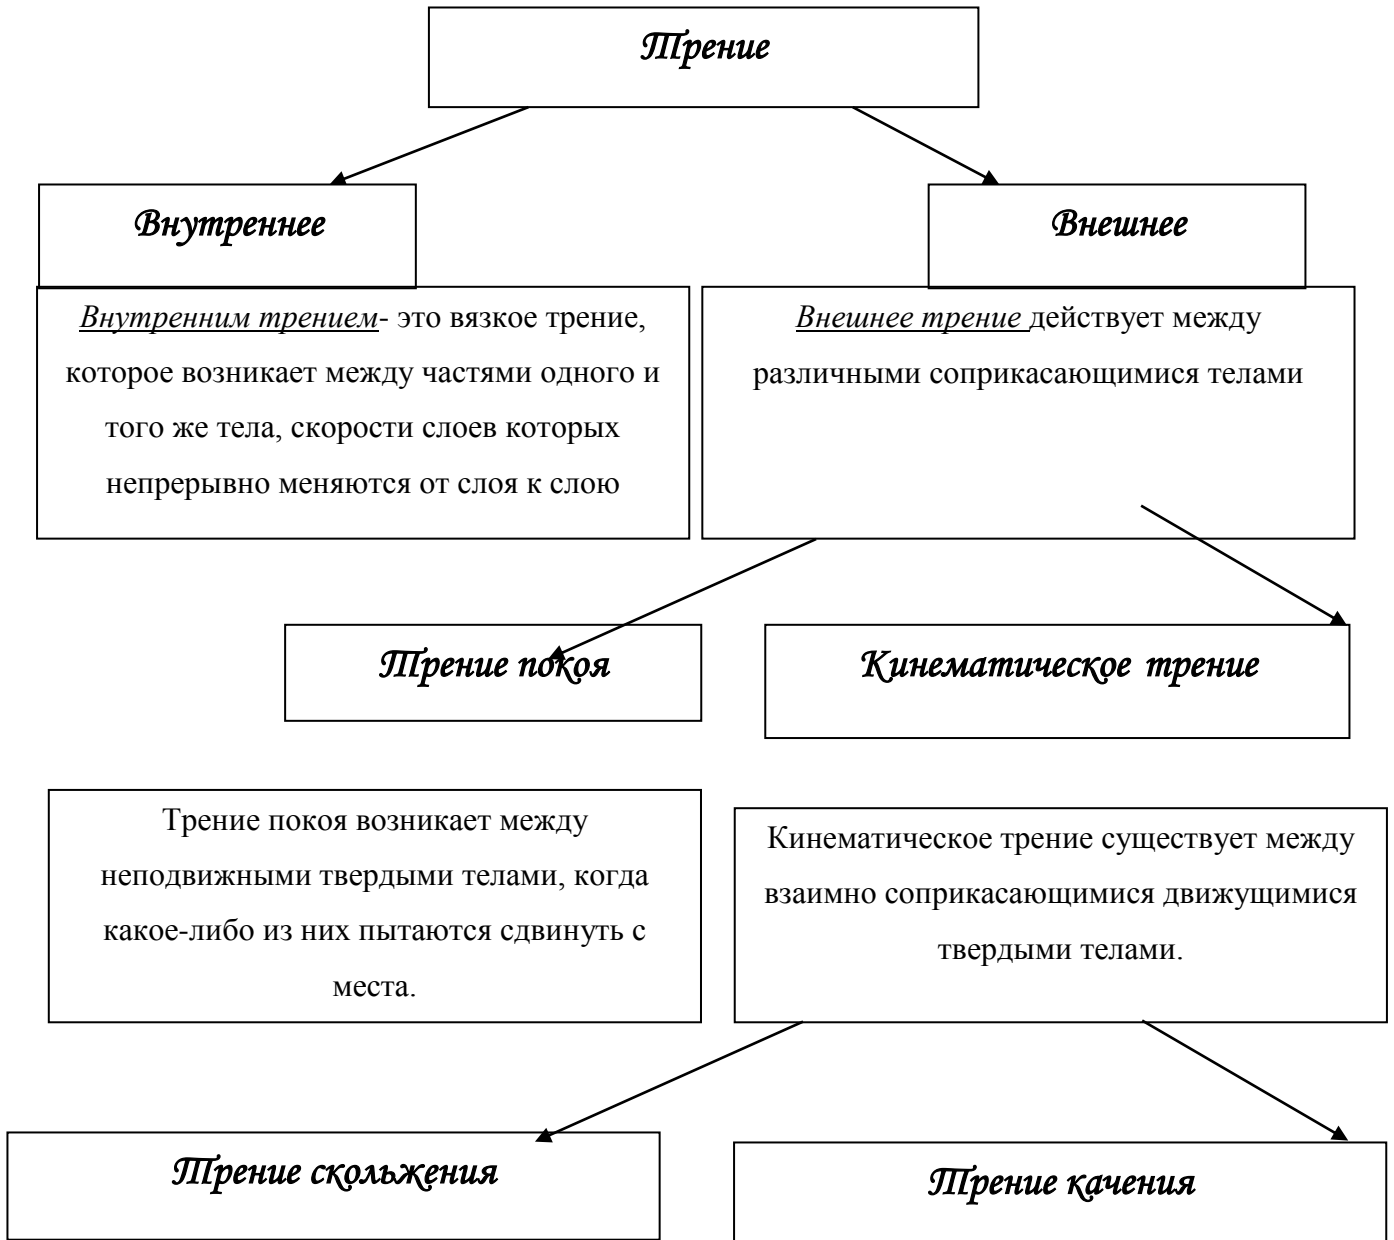 Трение
Внутреннее
Внешнее
Внутренним трением- это вязкое трение,
которое возникает между частями одного и
того же тела, скорости слоев которых
непрерывно меняются от слоя к слою
Внешнее трение действует между
различными соприкасающимися телами
Трение покоя
Кинематическое трение
Трение покоя возникает между
неподвижными твердыми телами, когда
какое-либо из них пытаются сдвинуть с
места.
Кинематическое трение существует между
взаимно соприкасающимися движущимися
твердыми телами.
Трение скольжения
Трение качения